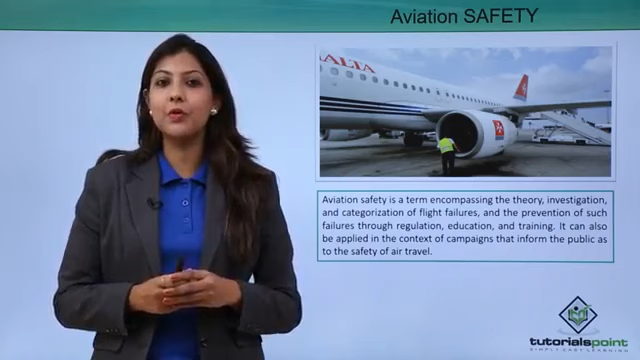 Aviation SAFETY
ALTA
Aviation safety is a term encompassing the theory, investigation,
and categorization of flight failures, and the prevention of such
failures through regulation, education, and training. It can also
be applied in the context of campaigns that inform the public as
to the safety of air travel.
tutorialspoint
SIMPLY EASY LEARNING